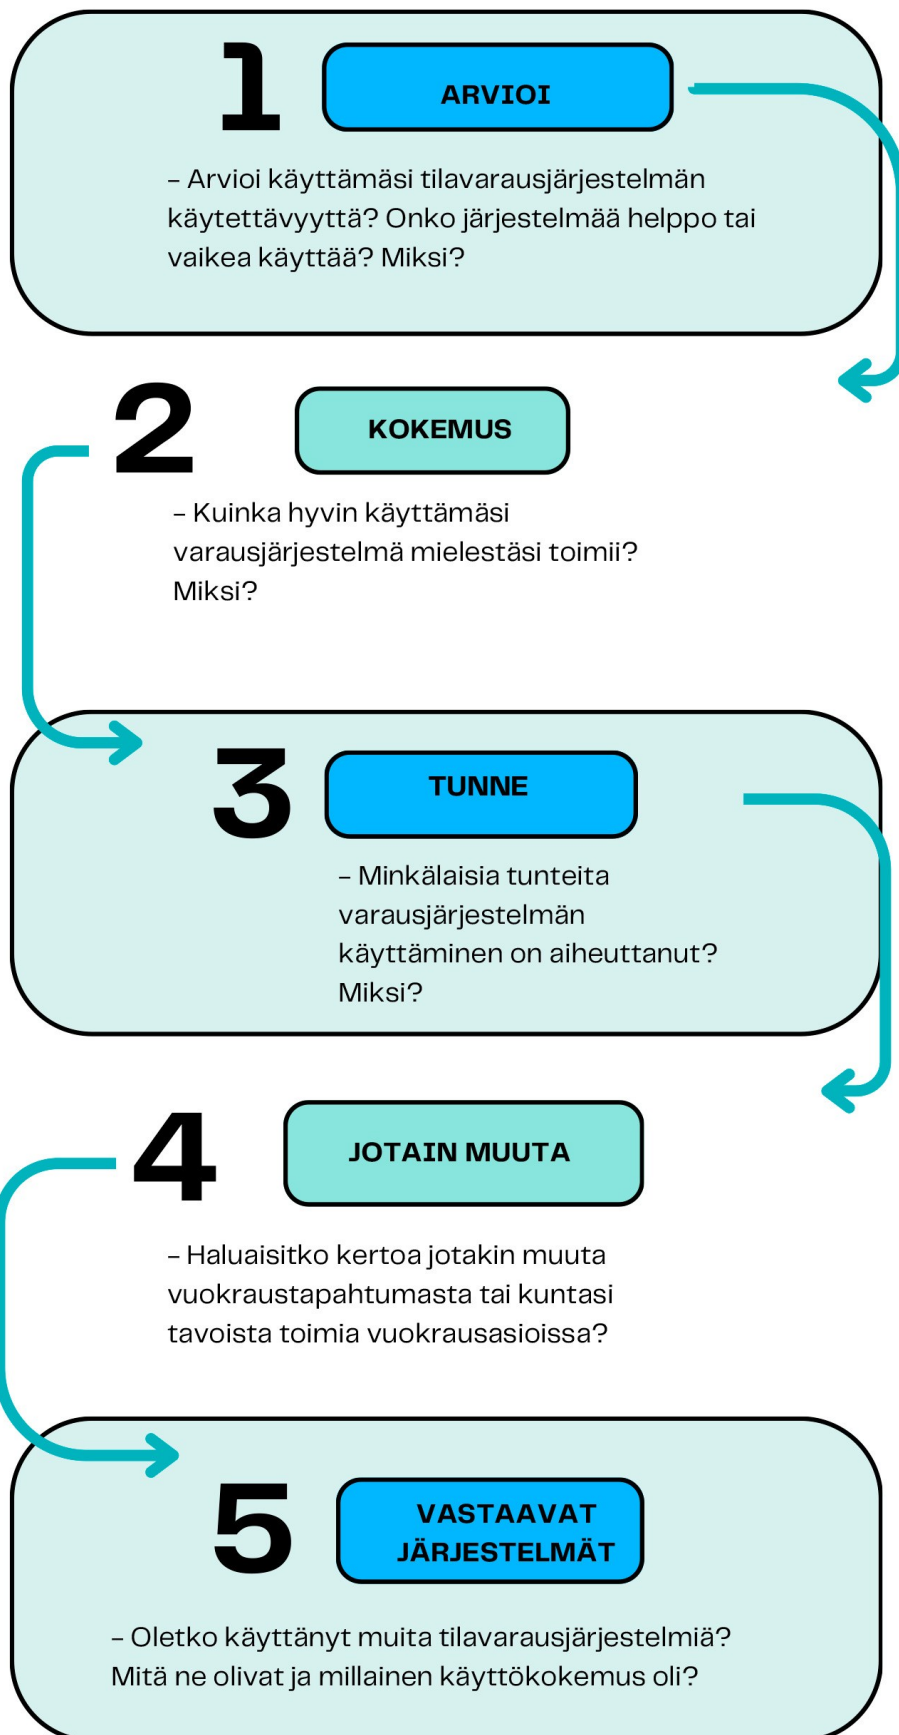 1
ARVIOI
– Arvioi käyttämäsi tilavarausjärjestelmän
käytettävyyttä? Onko järjestelmää helppo tai
vaikea käyttää? Miksi?
2
KOKEMUS
– Kuinka hyvin käyttämäsi
varausjärjestelmä mielestäsi toimii?
Miksi?
3
TUNNE
– Minkälaisia tunteita
varausjärjestelmän
käyttäminen on aiheuttanut?
Miksi?
4
JOTAIN MUUTA
– Haluaisitko kertoa jotakin muuta
vuokraustapahtumasta tai kuntasi
tavoista toimia vuokrausasioissa?
5
VASTAAVAT
JÄRJESTELMÄT
– Oletko käyttänyt muita tilavarausjärjestelmiä?
Mitä ne olivat ja millainen käyttökokemus oli?